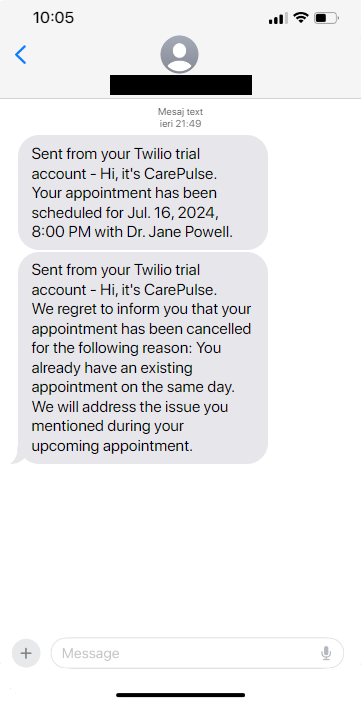 10:05
Mesaj text
ieri 21:49
Sent from your Twilio trial
account - Hi, it's CarePulse.
Your appointment has been
scheduled for Jul. 16, 2024,
8:00 PM with Dr. Jane Powell.
Sent from your Twilio trial
account - Hi, it's CarePulse.
We regret to inform you that your
appointment has been cancelled
for the following reason: You
already have an existing
appointment on the same day.
We will address the issue you
mentioned during your
upcoming appointment.
Message